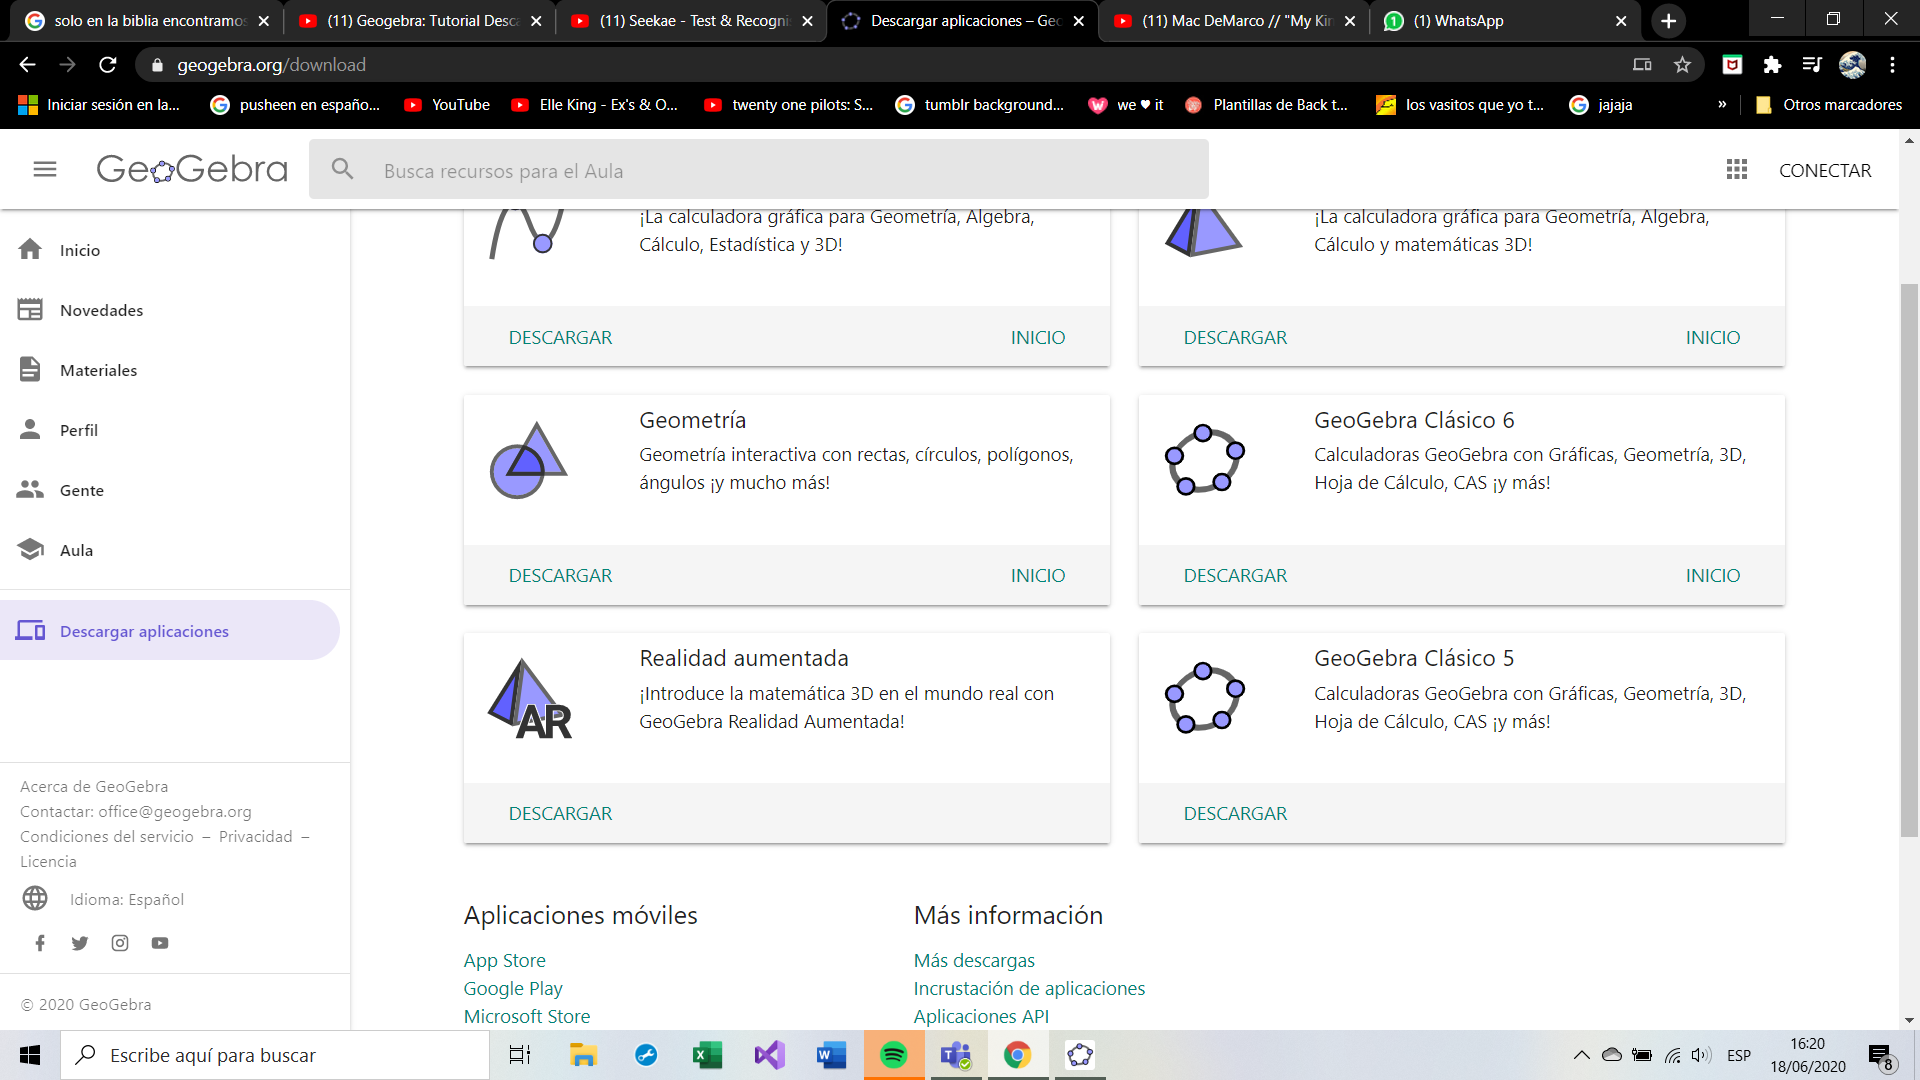 solo en la biblia encontramos
(11) Geogebra: Tutorial Desca
(11) Seekae - Test & Recogni
Descargar aplicaciones – Geo
(11) Mac DeMarco // "My Kin
(1) WhatsApp
geogebra.org/download
Iniciar sesión en la...
pusheen en españo...
YouTube
Elle King - Ex's & O...
twenty one pilots: S...
tumblr background...
we ♥ it
Plantillas de Back t...
los vasitos que yo t...
jajaja
»
Otros marcadores
GeoGebra
Busca recursos para el Aula
CONECTAR
Inicio
Novedades
Materiales
Perfil
Gente
Aula
Descargar aplicaciones
Acerca de GeoGebra
Contactar: office@geogebra.org
Condiciones del servicio – Privacidad –
Licencia
Idioma: Español
© 2020 GeoGebra
¡La calculadora gráfica para Geometría, Álgebra,
Cálculo, Estadística y 3D!
DESCARGAR INICIO
¡La calculadora gráfica para Geometría, Álgebra,
Cálculo y matemáticas 3D!
DESCARGAR INICIO
Geometría
Geometría interactiva con rectas, círculos, polígonos,
ángulos ¡y mucho más!
DESCARGAR INICIO
GeoGebra Clásico 6
Calculadoras GeoGebra con Gráficas, Geometría, 3D,
Hoja de Cálculo, CAS ¡y más!
DESCARGAR INICIO
AR
Realidad aumentada
¡Introduce la matemática 3D en el mundo real con
GeoGebra Realidad Aumentada!
DESCARGAR
GeoGebra Clásico 5
Calculadoras GeoGebra con Gráficas, Geometría, 3D,
Hoja de Cálculo, CAS ¡y más!
DESCARGAR
Aplicaciones móviles
App Store
Google Play
Microsoft Store
Más información
Más descargas
Incrustación de aplicaciones
Aplicaciones API
Escribe aquí para buscar
ESP
16:20
18/06/2020
8